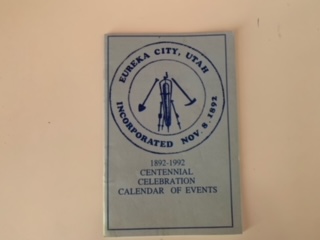 EUREKA CITY, UTAH
INCORPORATED NOV. 8, 1892
1892-1992
CENTENNIAL
CELEBRATION
CALENDAR OF EVENTS